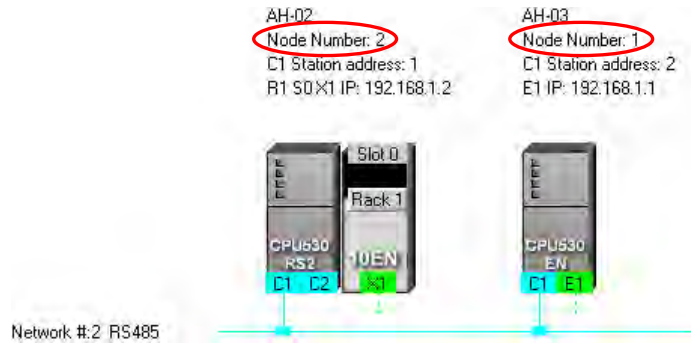 AH-02
Node Number: 2
C1 Station address: 1
R1 S0 X1 IP: 192.168.1.2
AH-03
Node Number: 1
C1 Station address: 2
E1 IP: 192.168.1.1
Slot 0
Rack 1
CPU530
RS2
10EN
C1 C2
X1
CPU530
EN
C1 E1
Network #:2 RS485